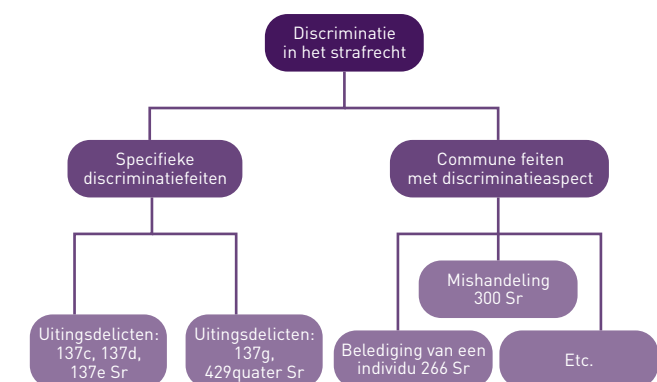 Discriminatie
in het strafrecht
Specifieke
discriminatiefeiten
Commune feiten
met discriminatieaspect
Mishandeling
300 Sr
Uitingsdelicten:
137c, 137d,
137e Sr
Uitingsdelicten:
137g,
429quater Sr
Belediging van een
individu 266 Sr
Etc.